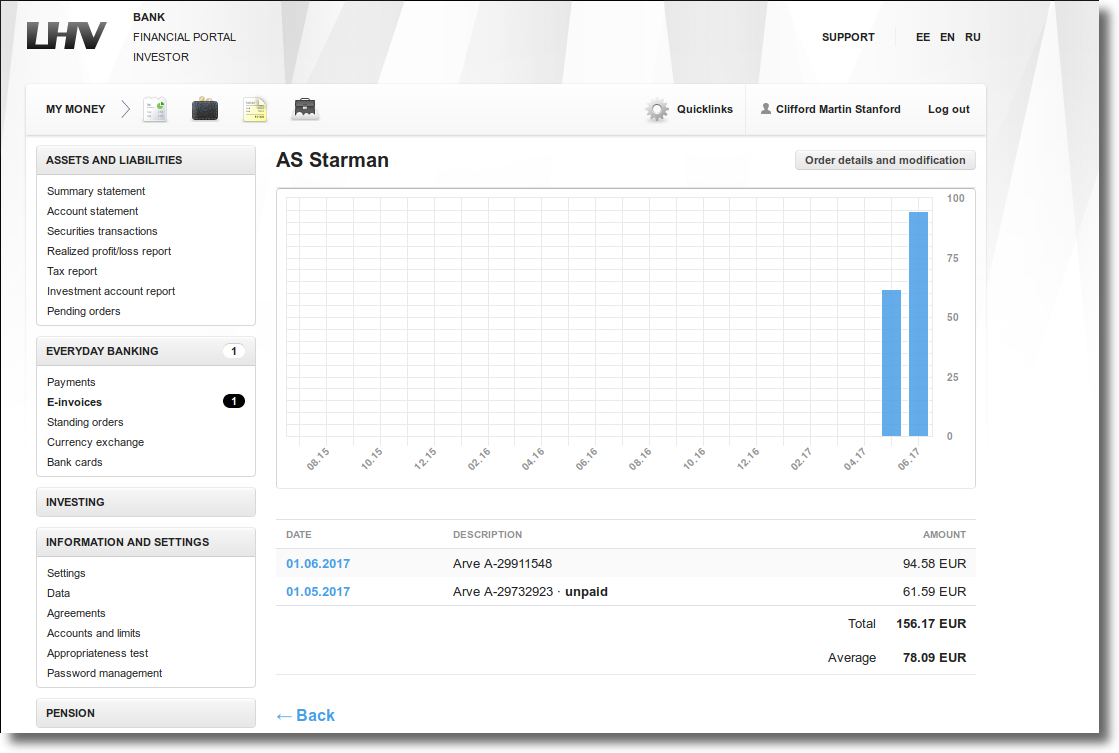 LHV
BANK
FINANCIAL PORTAL
INVESTOR
SUPPORT EE EN RU
MY MONEY Quicklinks Clifford Martin Stanford Log out
ASSETS AND LIABILITIES
Summary statement
Account statement
Securities transactions
Realized profit/loss report
Tax report
Investment account report
Pending orders
EVERYDAY BANKING 1
Payments
E-invoices 1
Standing orders
Currency exchange
Bank cards
INVESTING
INFORMATION AND SETTINGS
Settings
Data
Agreements
Accounts and limits
Appropriateness test
Password management
PENSION
AS Starman
Order details and modification
100
75
50
25
0
08.15 10.15 12.15 02.16 04.16 06.16 08.16 10.16 12.16 02.17 04.17 06.17
DATE DESCRIPTION AMOUNT
01.06.2017 Arve A-29911548 94.58 EUR
01.05.2017 Arve A-29732923 · unpaid 61.59 EUR
Total 156.17 EUR
Average 78.09 EUR
← Back